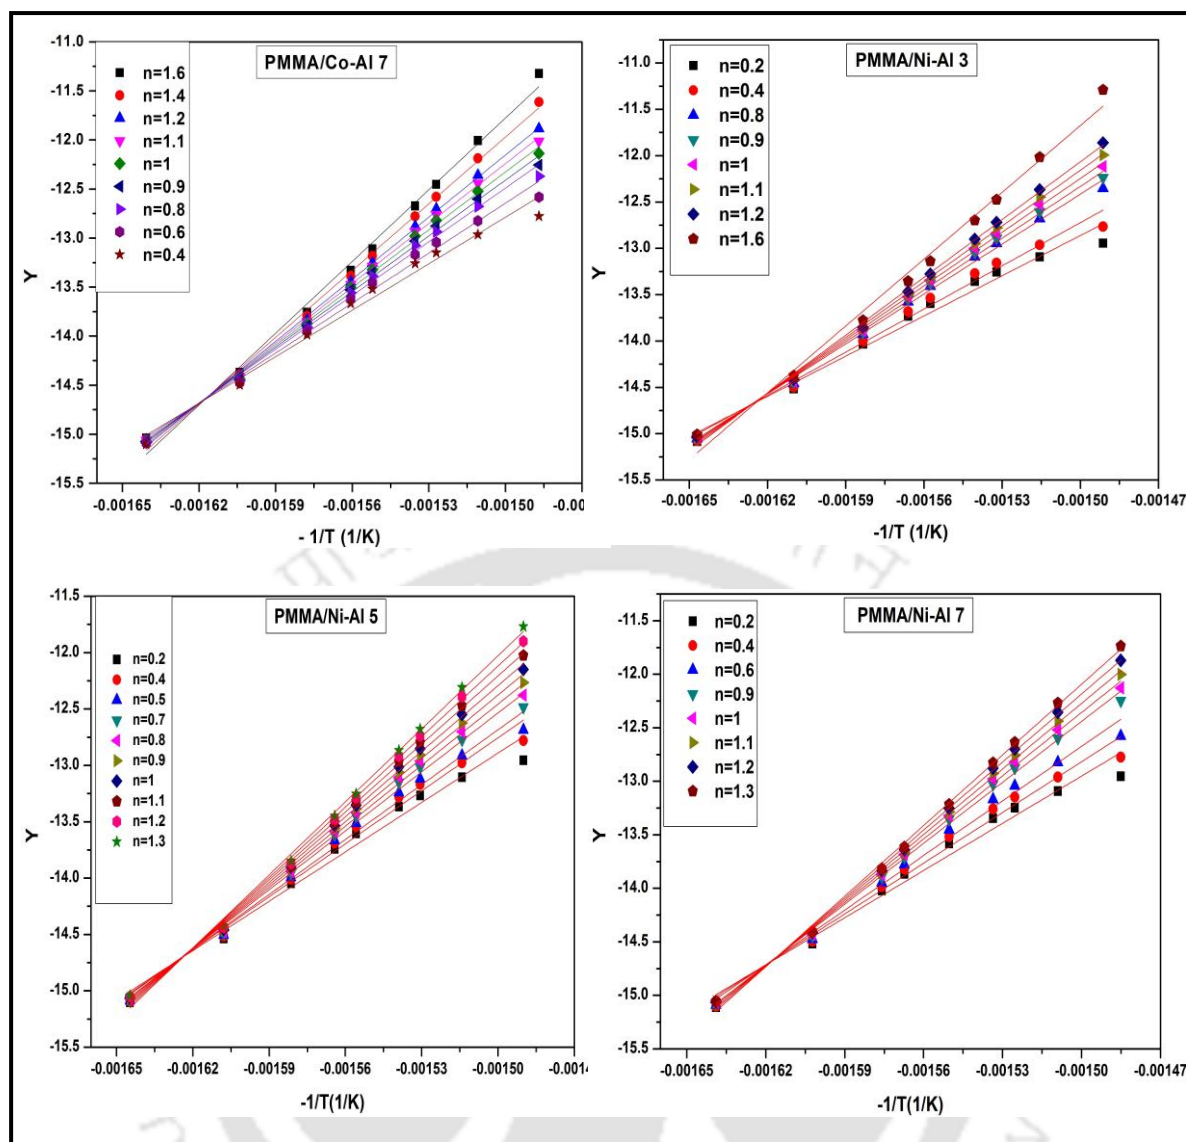 PMMA/Co-Al 7
n=1.6
n=1.4
n=1.2
n=1.1
n=1
n=0.9
n=0.8
n=0.6
n=0.4
-11.0
-11.5
-12.0
-12.5
-13.0
-13.5
-14.0
-14.5
-15.0
-15.5
Y
-0.00165 -0.00162 -0.00159 -0.00156 -0.00153 -0.00150 -0.00
- 1/T (1/K)
PMMA/Ni-Al 3
n=0.2
n=0.4
n=0.8
n=0.9
n=1
n=1.1
n=1.2
n=1.6
-11.0
-11.5
-12.0
-12.5
-13.0
-13.5
-14.0
-14.5
-15.0
-15.5
Y
-0.00165 -0.00162 -0.00159 -0.00156 -0.00153 -0.00150 -0.00147
-1/T (1/K)
PMMA/Ni-Al 5
n=0.2
n=0.4
n=0.5
n=0.7
n=0.8
n=0.9
n=1
n=1.1
n=1.2
n=1.3
-11.5
-12.0
-12.5
-13.0
-13.5
-14.0
-14.5
-15.0
-15.5
Y
-0.00165 -0.00162 -0.00159 -0.00156 -0.00153 -0.00150 -0.001
-1/T(1/K)
PMMA/Ni-Al 7
n=0.2
n=0.4
n=0.6
n=0.9
n=1
n=1.1
n=1.2
n=1.3
-11.5
-12.0
-12.5
-13.0
-13.5
-14.0
-14.5
-15.0
-15.5
Y
-0.00165 -0.00162 -0.00159 -0.00156 -0.00153 -0.00150 -0.00147
-1/T(1/K)